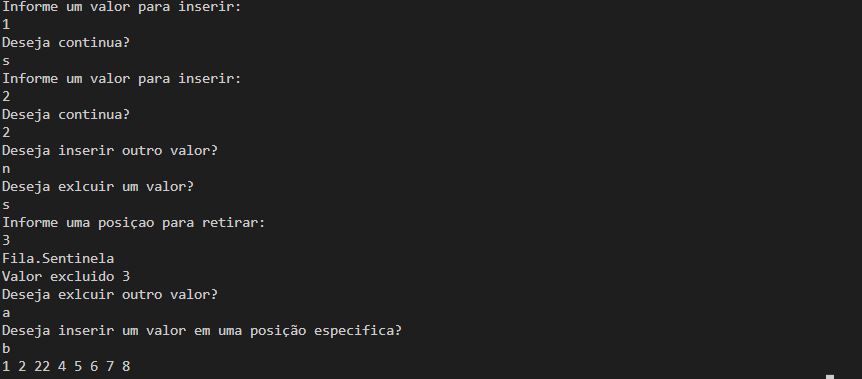 Informe um valor para inserir:
1
Deseja continua?
s
Informe um valor para inserir:
2
Deseja continua?
2
Deseja inserir outro valor?
n
Deseja exlcuir um valor?
s
Informe uma posiçao para retirar:
3
Fila.Sentinela
Valor excluido 3
Deseja exlcuir outro valor?
a
Deseja inserir um valor em uma posição especifica?
b
1 2 22 4 5 6 7 8